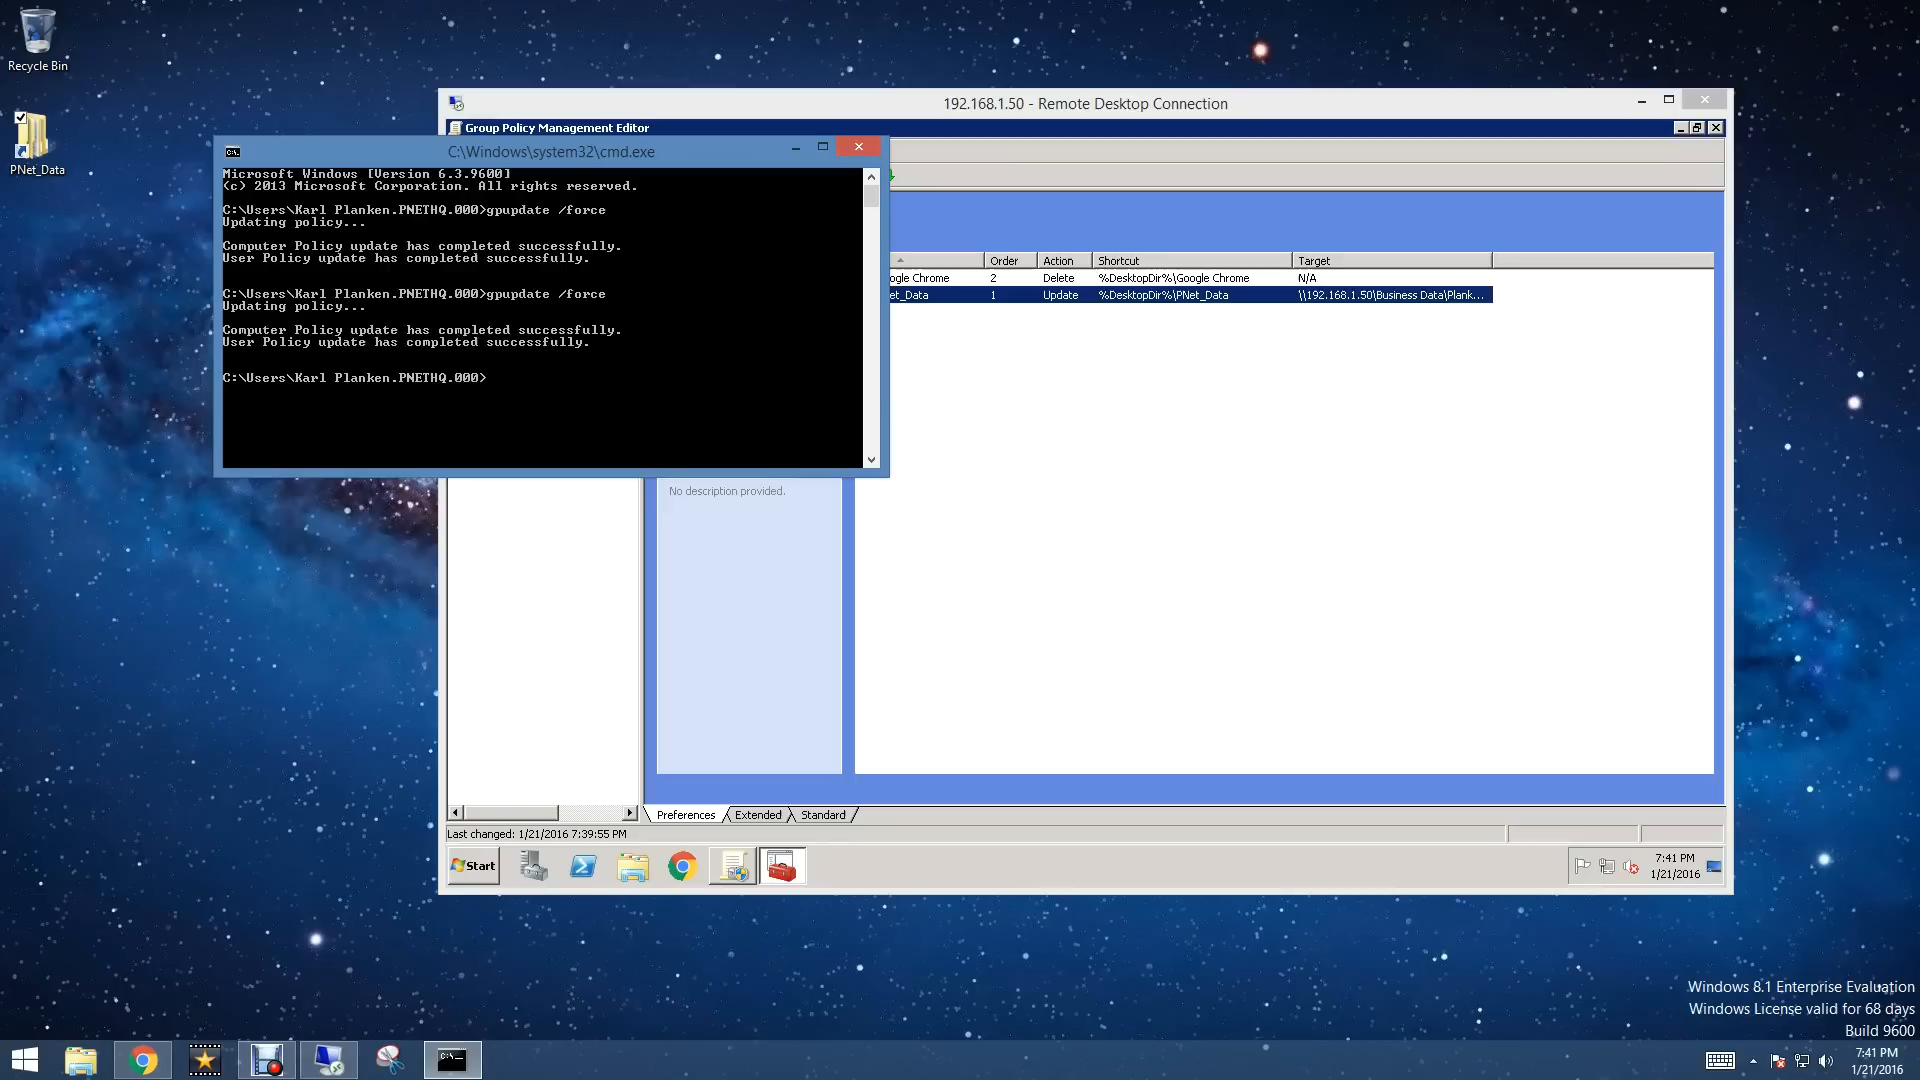 Recycle Bin
PNet_Data
192.168.1.50 - Remote Desktop Connection
Group Policy Management Editor
C:\Windows\system32\cmd.exe
Microsoft Windows [Version 6.3.9600]
(c) 2013 Microsoft Corporation. All rights reserved.
C:\Users\Karl Planken.PNETHQ.000>gpupdate /force
Updating policy...
Computer Policy update has completed successfully.
User Policy update has completed successfully.
C:\Users\Karl Planken.PNETHQ.000>gpupdate /force
Updating policy...
Computer Policy update has completed successfully.
User Policy update has completed successfully.
C:\Users\Karl Planken.PNETHQ.000>
Order Action Shortcut Target
ogle Chrome 2 Delete %DesktopDir%\Google Chrome N/A
et_Data 1 Update %DesktopDir%\PNet_Data \\192.168.1.50\Business Data\Plank...
No description provided.
Preferences Extended Standard
Last changed: 1/21/2016 7:39:55 PM
Start
7:41 PM
1/21/2016
Windows 8.1 Enterprise Evaluation
Windows License valid for 68 days
Build 9600
7:41 PM
1/21/2016